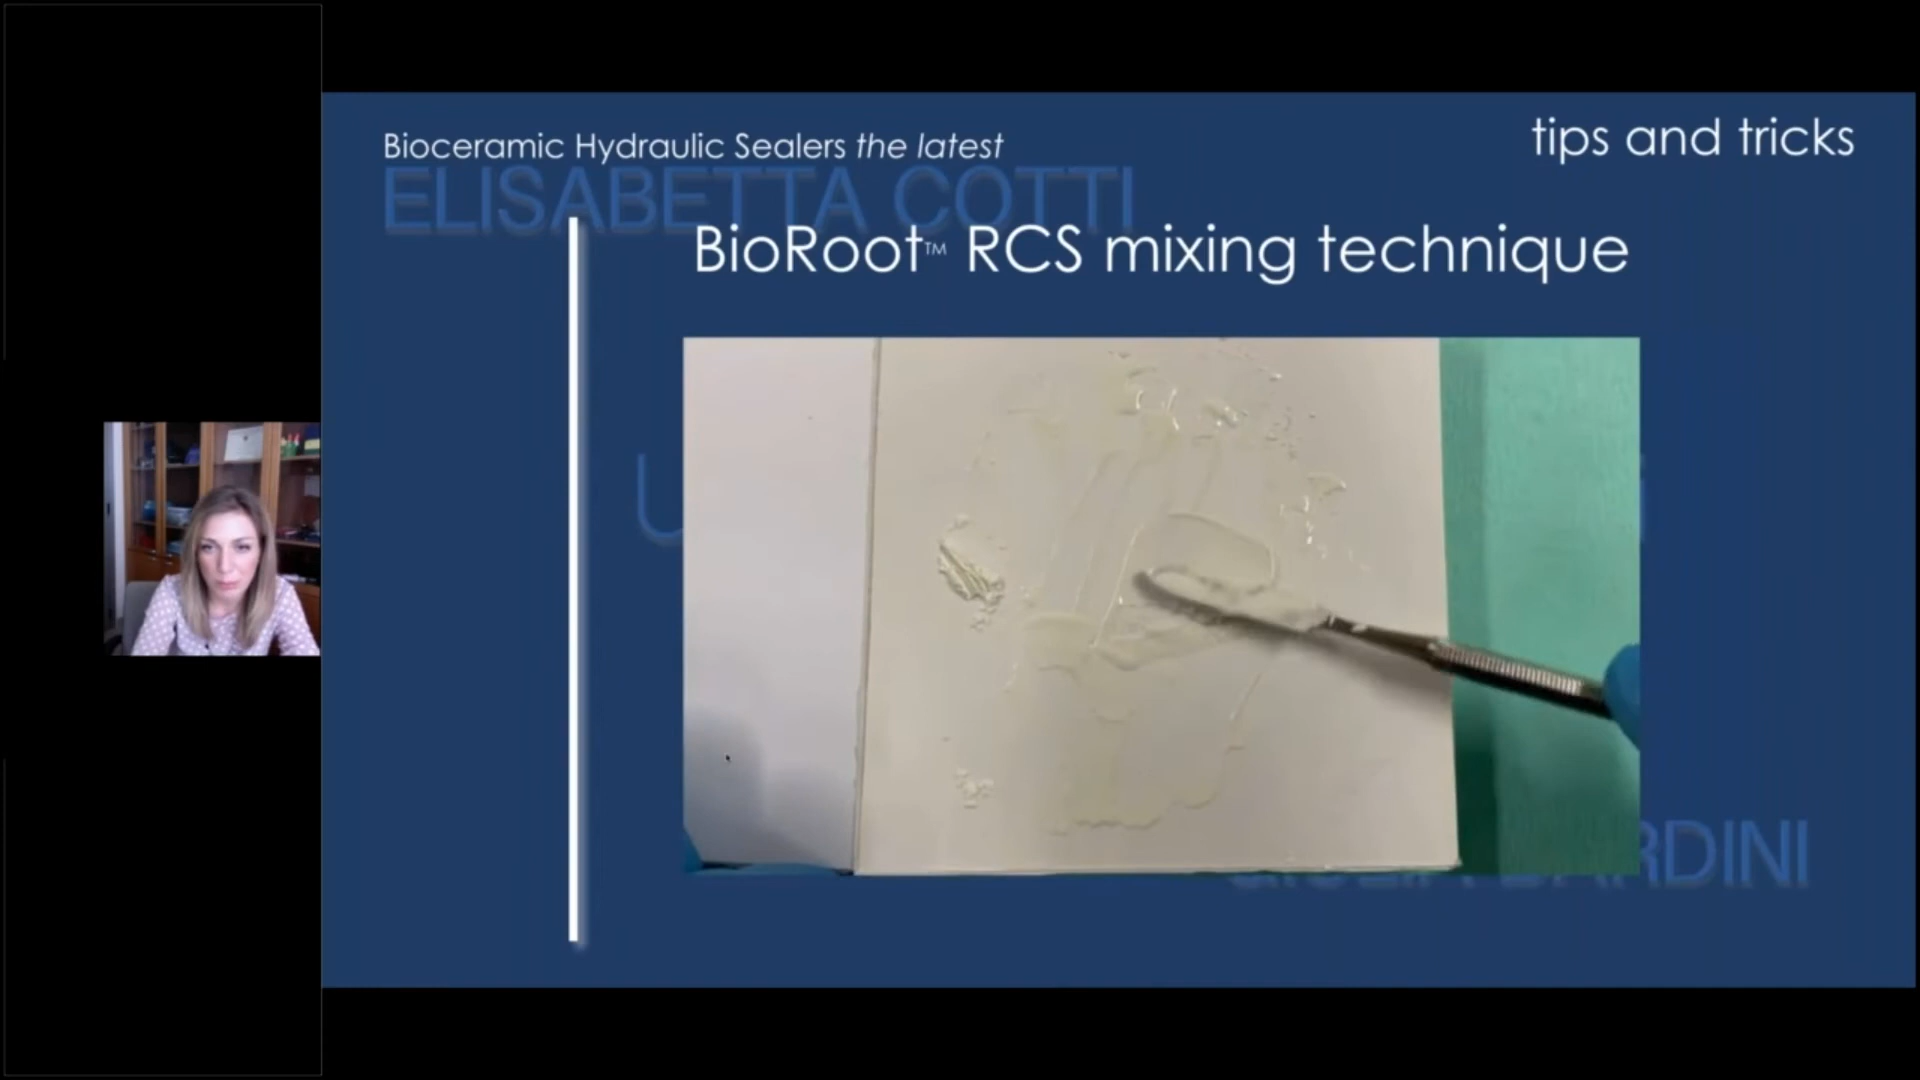 Bioceramic Hydraulic Sealers the latest
tips and tricks
ELISABETTA COTTI
BioRoot™ RCS mixing technique